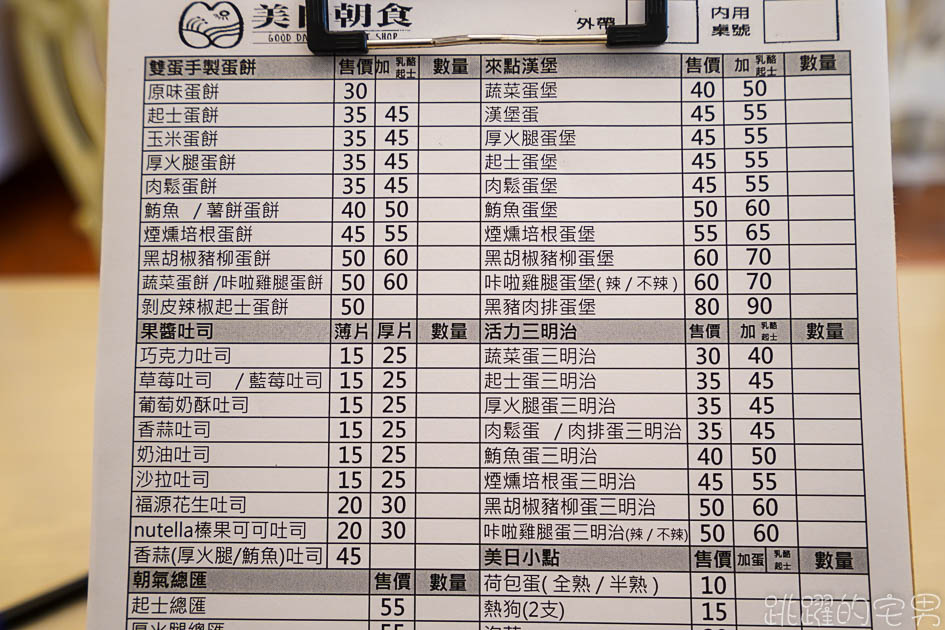 美日朝食
GOOD DA SHOP
外帶
內用
桌號
雙蛋手製蛋餅 售價 加 乳酪起士 數量
原味蛋餅 30
起士蛋餅 35 45
玉米蛋餅 35 45
厚火腿蛋餅 35 45
肉鬆蛋餅 35 45
鮪魚 / 薯餅蛋餅 40 50
煙燻培根蛋餅 45 55
黑胡椒豬柳蛋餅 50 60
蔬菜蛋餅/咔啦雞腿蛋餅 50 60
剝皮辣椒起士蛋餅 50
果醬吐司 薄片 厚片 數量
巧克力吐司 15 25
草莓吐司 / 藍莓吐司 15 25
葡萄奶酥吐司 15 25
香蒜吐司 15 25
奶油吐司 15 25
沙拉吐司 15 25
福源花生吐司 20 30
nutella榛果可可吐司 20 30
香蒜(厚火腿/鮪魚)吐司 45
朝氣總匯 售價 數量
起士總匯 55
厚火腿總匯 55
來點漢堡 售價 加 乳酪起士 數量
蔬菜蛋堡 40 50
漢堡蛋 45 55
厚火腿蛋堡 45 55
起士蛋堡 45 55
肉鬆蛋堡 45 55
鮪魚蛋堡 50 60
煙燻培根蛋堡 55 65
黑胡椒豬柳蛋堡 60 70
咔啦雞腿蛋堡(辣/不辣) 60 70
黑豬肉排蛋堡 80 90
活力三明治 售價 加 乳酪起士 數量
蔬菜蛋三明治 30 40
起士蛋三明治 35 45
厚火腿蛋三明治 35 45
肉鬆蛋 / 肉排蛋三明治 35 45
鮪魚蛋三明治 40 50
煙燻培根蛋三明治 45 55
黑胡椒豬柳蛋三明治 50 60
咔啦雞腿蛋三明治(辣/不辣) 50 60
美日小點 售價 加蛋 乳酪起士 數量
荷包蛋(全熟/半熟) 10
熱狗(2支) 15
跳躍的宅男